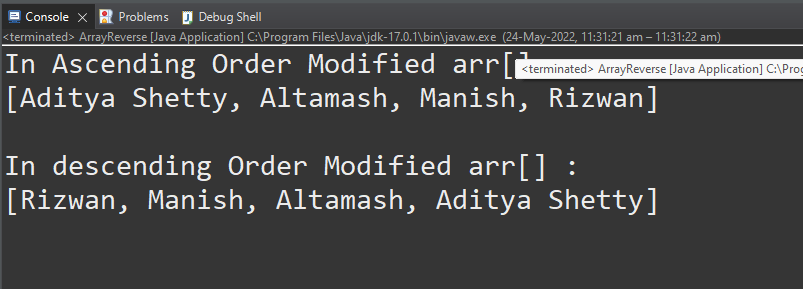 Console Problems Debug Shell
<terminated> ArrayReverse [Java Application] C:\Program Files\Java\jdk-17.0.1\bin\javaw.exe (24-May-2022, 11:31:21 am – 11:31:22 am)
In Ascending Order Modified arr[]
<terminated> ArrayReverse [Java Application] C:\Prog
[Aditya Shetty, Altamash, Manish, Rizwan]
In descending Order Modified arr[] :
[Rizwan, Manish, Altamash, Aditya Shetty]